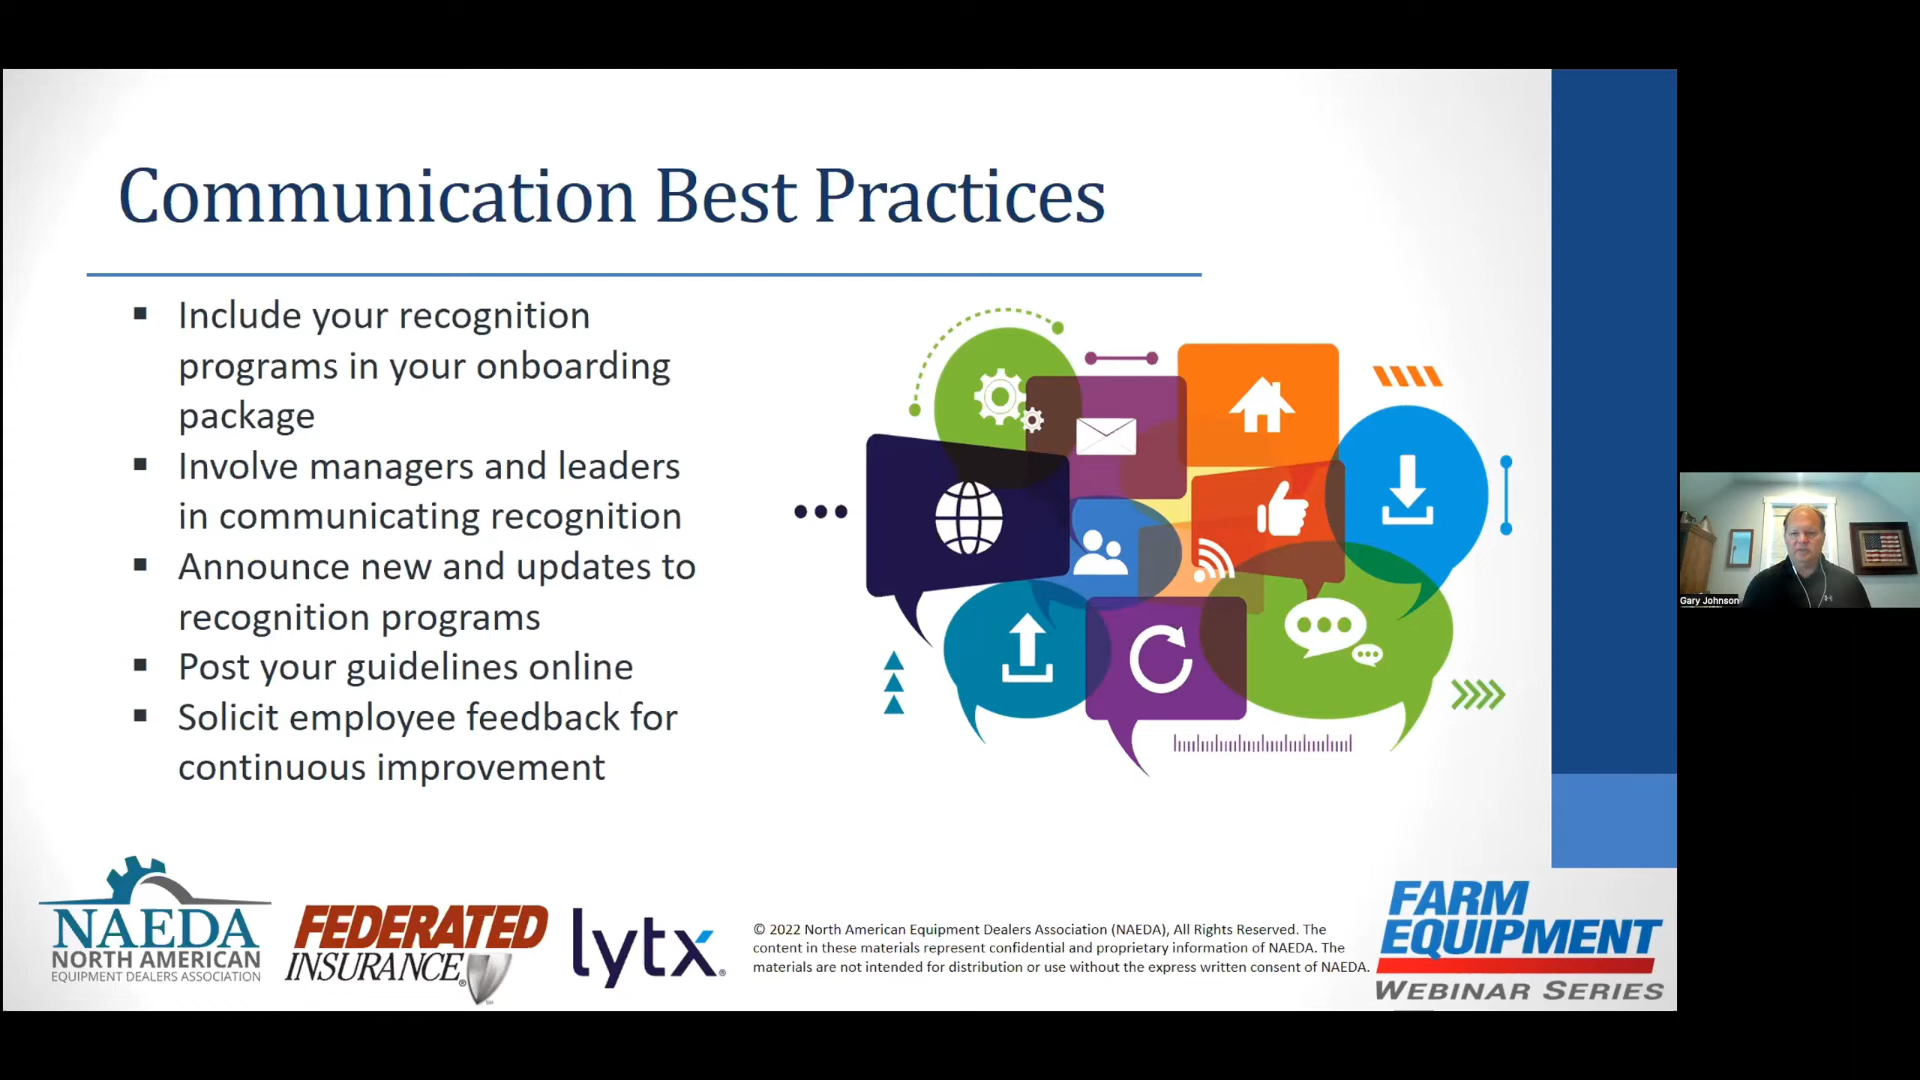 Communication Best Practices
▪ Include your recognition
programs in your onboarding
package
▪ Involve managers and leaders
in communicating recognition
▪ Announce new and updates to
recognition programs
▪ Post your guidelines online
▪ Solicit employee feedback for
continuous improvement
Gary Johnson
NAEDA
NORTH AMERICAN
EQUIPMENT DEALERS ASSOCIATION
FEDERATED
INSURANCE®
lytx®
© 2022 North American Equipment Dealers Association (NAEDA), All Rights Reserved. The
content in these materials represent confidential and proprietary information of NAEDA. The
materials are not intended for distribution or use without the express written consent of NAEDA.
FARM
EQUIPMENT
WEBINAR SERIES